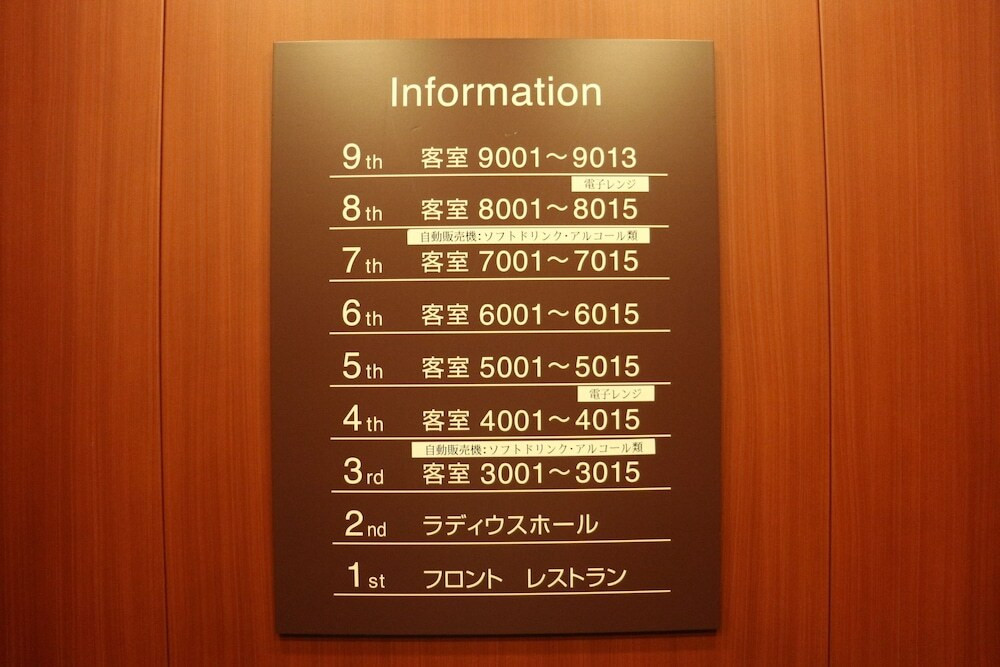 Information
9th 客室 9001〜9013
電子レンジ
8th 客室 8001〜8015
自動販売機:ソフトドリンク・アルコール類
7th 客室 7001〜7015
6th 客室 6001〜6015
5th 客室 5001〜5015
電子レンジ
4th 客室 4001〜4015
自動販売機:ソフトドリンク・アルコール類
3rd 客室 3001〜3015
2nd ラディウスホール
1st フロント レストラン